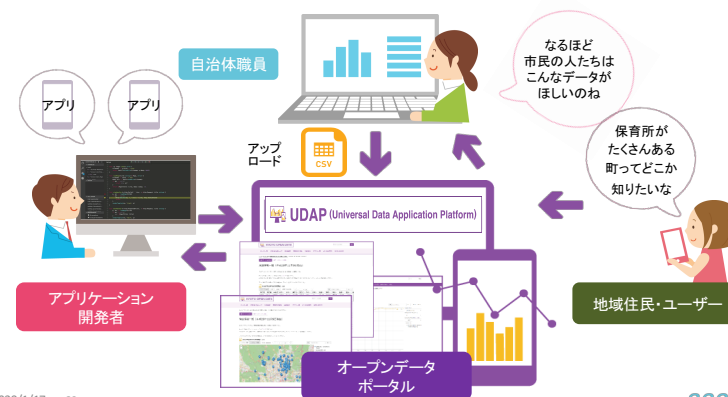 自治体職員
なるほど
市民の人たちは
こんなデータが
ほしいのね
アプリ
アプリ
アップ
ロード
CSV
保育所が
たくさんある
町ってどこか
知りたいな
UDAP (Universal Data Application Platform)
アプリケーション
開発者
地域住民・ユーザー
オープンデータ
ポータル